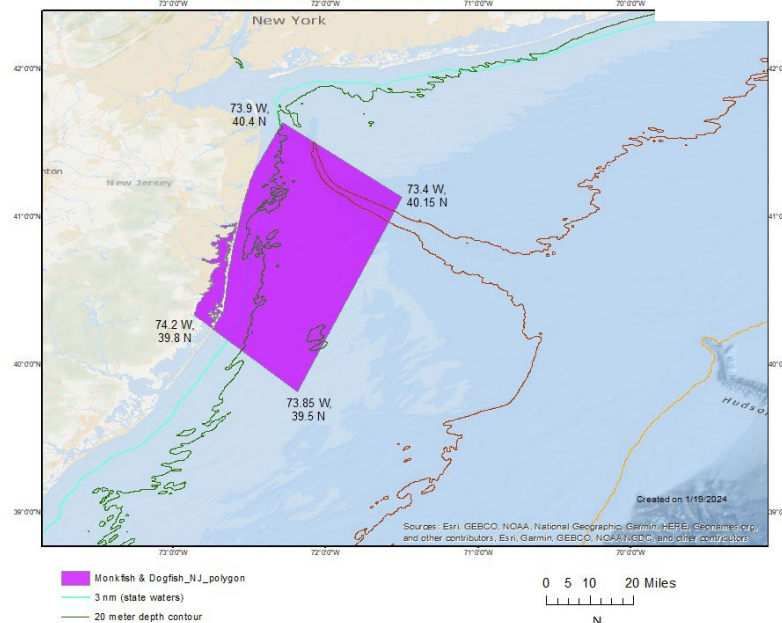 73°0'0"W 72°0'0"W 71°0'0"W 70°0'0"W
New York
42°0'0"N
73.9 W,
40.4 N
ton
New Jersey
73.4 W,
40.15 N
41°0'0"N
74.2 W,
39.8 N
40°0'0"N
73.85 W,
39.5 N
Hudson
Created on 1/19/2024
39°0'0"N
Sources: Esri, GEBCO, NOAA, National Geographic, Garmin, HERE, Geonames.org,
and other contributors, Esri, Garmin, GEBCO, NOAA NGDC, and other contributors
73°0'0"W 72°0'0"W 71°0'0"W 70°0'0"W
Monkfish & Dogfish_NJ_polygon
3 nm (state waters)
20 meter depth contour
0 5 10 20 Miles
N